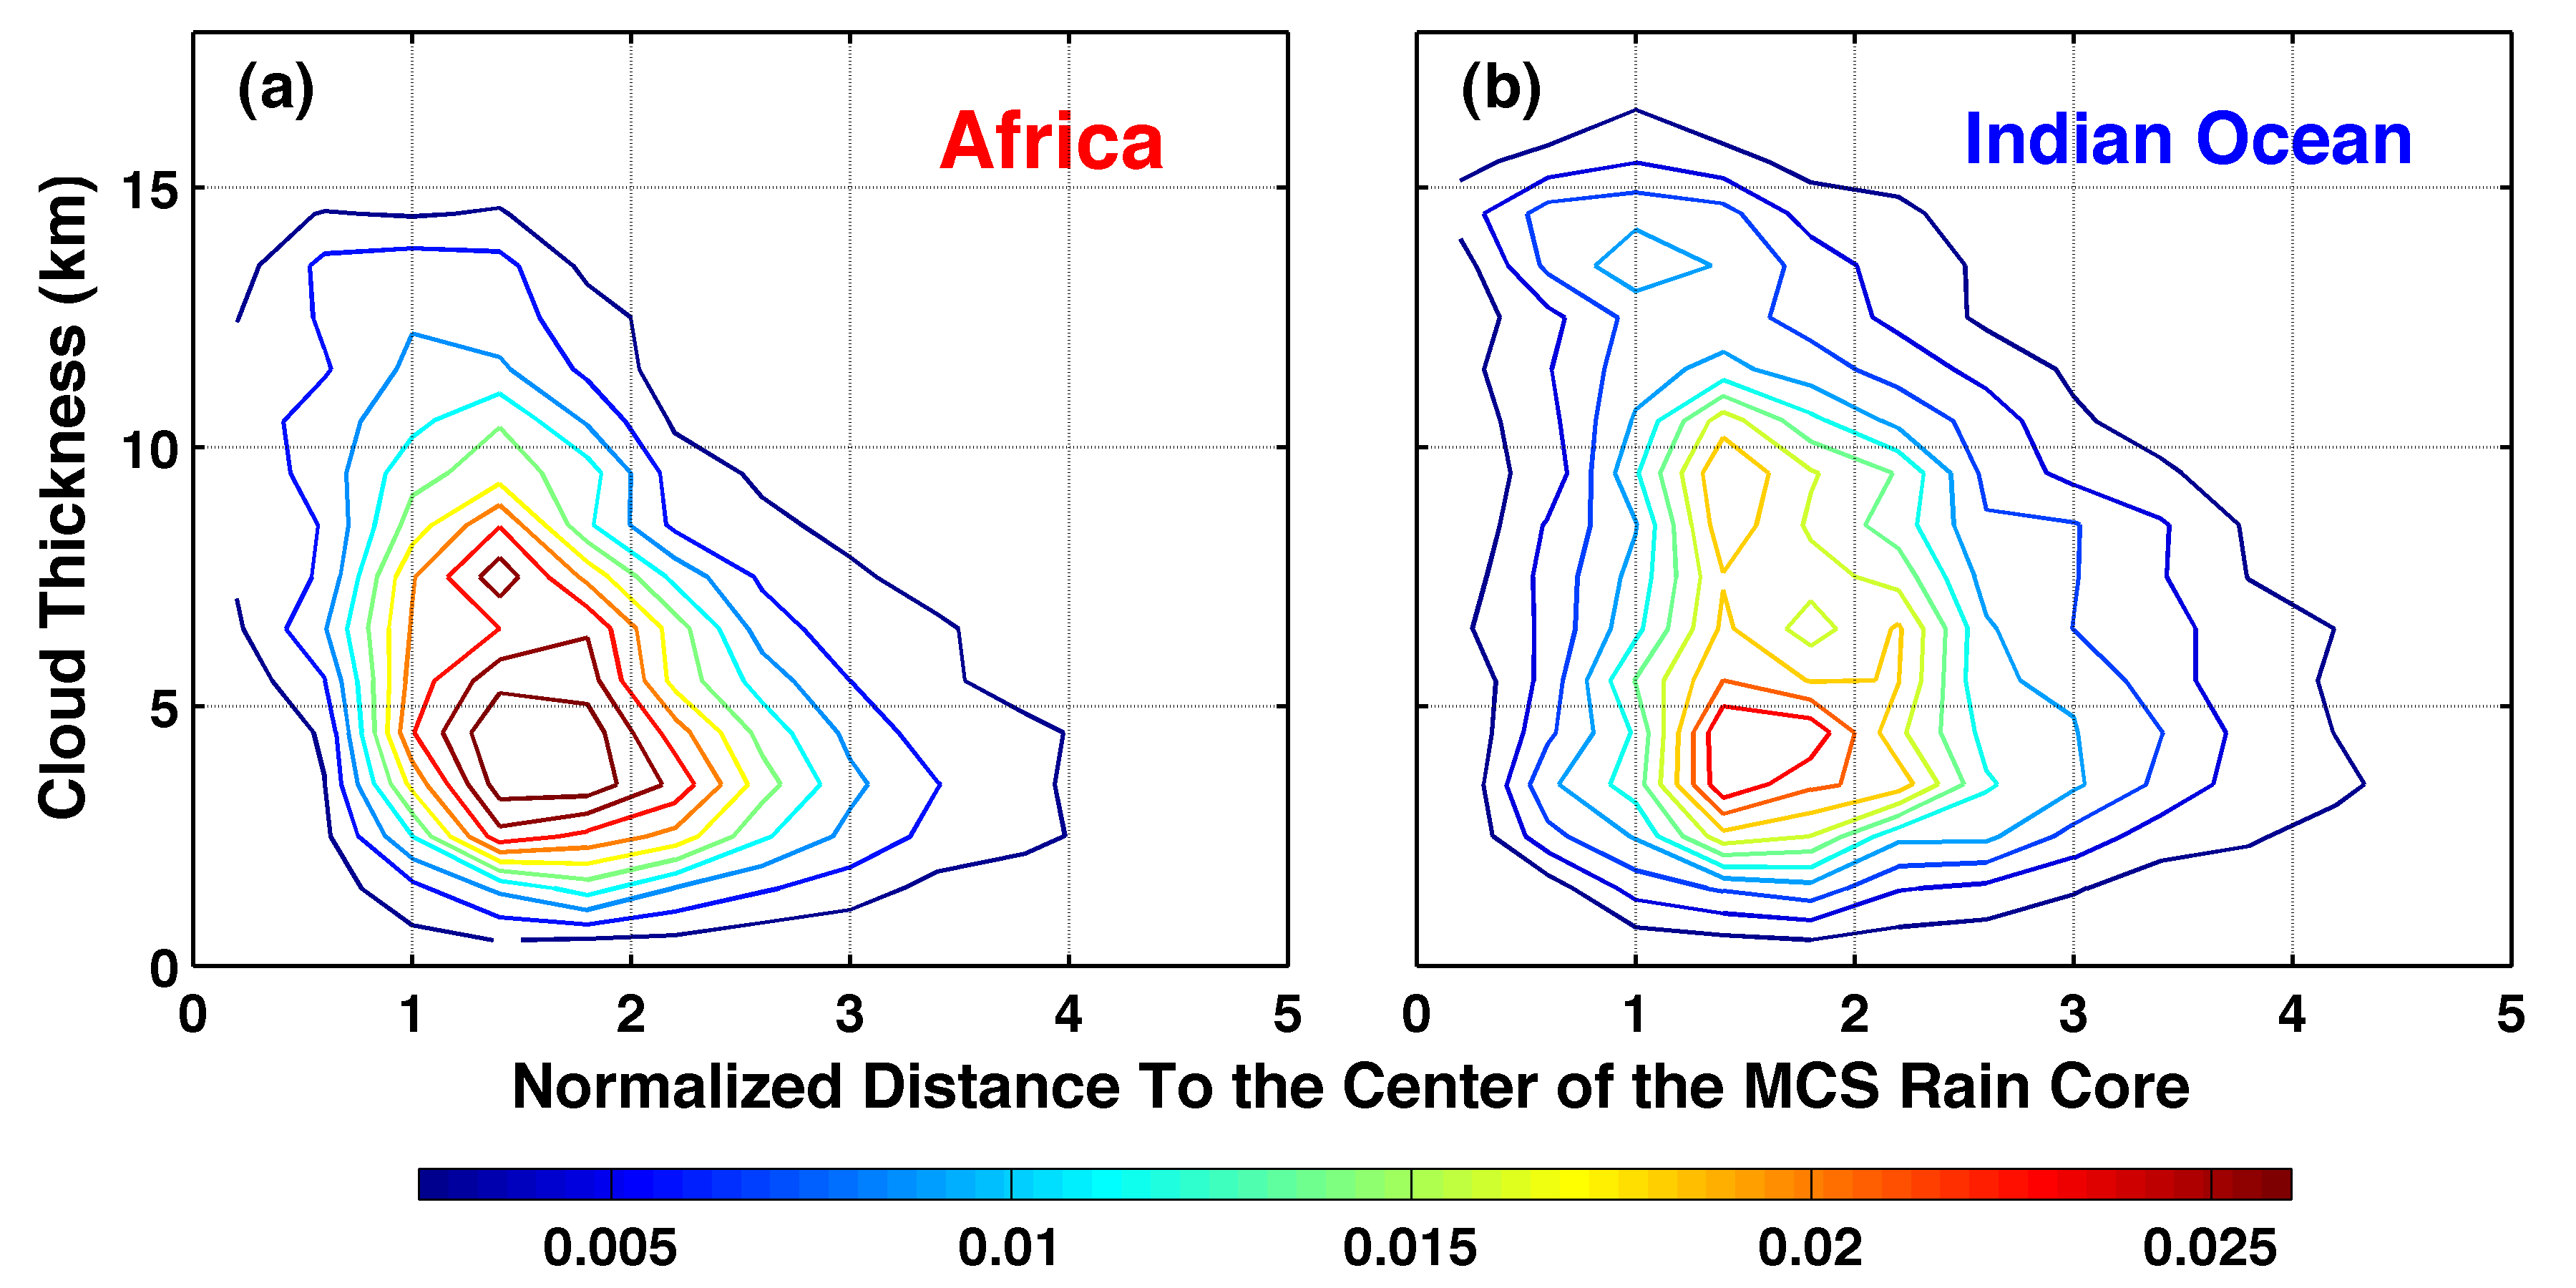 (a)
Africa
(b)
Indian Ocean
Cloud Thickness (km)
15
10
5
0
0 1 2 3 4 5
0 1 2 3 4 5
Normalized Distance To the Center of the MCS Rain Core
0.005 0.01 0.015 0.02 0.025